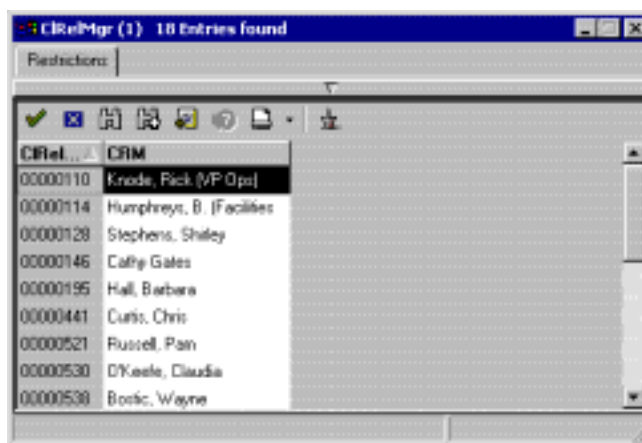 ClRelMgr (1) 18 Entries found
Restrictions
ClRel... CRM
00000110 Knode, Rick (VP Ops)
00000114 Humphreys, B. (Facilities
00000128 Stephens, Shirley
00000146 Cathy Gates
00000195 Hall, Barbara
00000441 Curtis, Chris
00000521 Russell, Pam
00000530 O'Keefe, Claudia
00000538 Bostic, Wayne